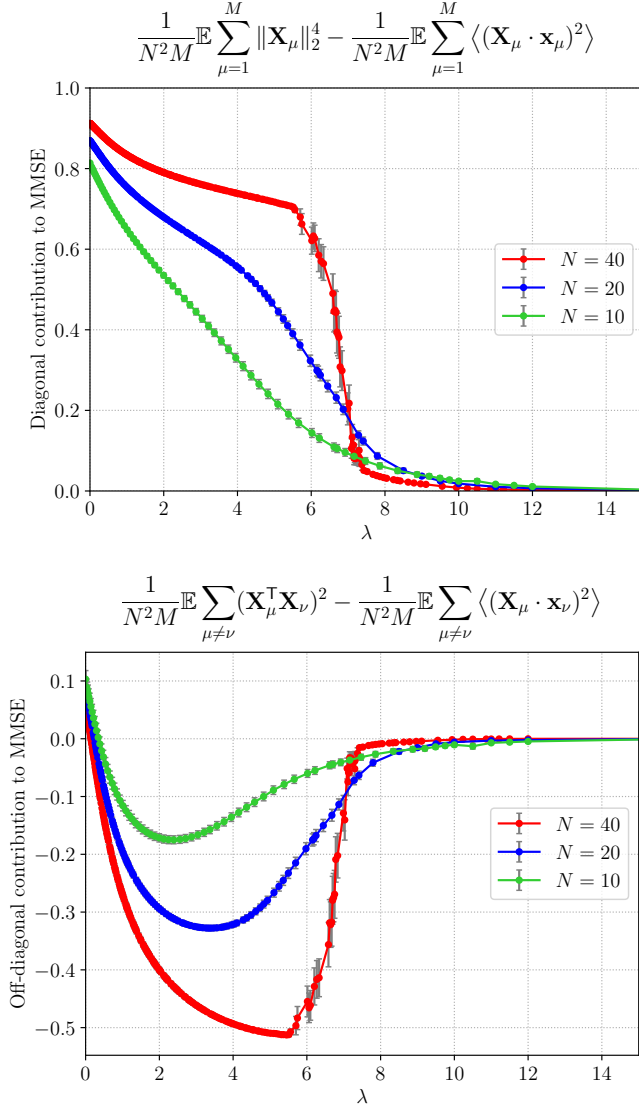 \frac{1}{N^2 M} \mathbb{E} \sum_{\mu=1}^{M} \|\mathbf{X}_\mu\|_2^4 - \frac{1}{N^2 M} \mathbb{E} \sum_{\mu=1}^{M} \langle (\mathbf{X}_\mu \cdot \mathbf{x}_\mu)^2 \rangle
1.0
0.8
0.6
0.4
0.2
0.0
Diagonal contribution to MMSE
N = 40
N = 20
N = 10
0 2 4 6 8 10 12 14
λ
\frac{1}{N^2 M} \mathbb{E} \sum_{\mu \neq \nu} (\mathbf{X}_\mu^\mathsf{T} \mathbf{X}_\nu)^2 - \frac{1}{N^2 M} \mathbb{E} \sum_{\mu \neq \nu} \langle (\mathbf{X}_\mu \cdot \mathbf{x}_\nu)^2 \rangle
0.1
0.0
−0.1
−0.2
−0.3
−0.4
−0.5
Off-diagonal contribution to MMSE
N = 40
N = 20
N = 10
0 2 4 6 8 10 12 14
λ